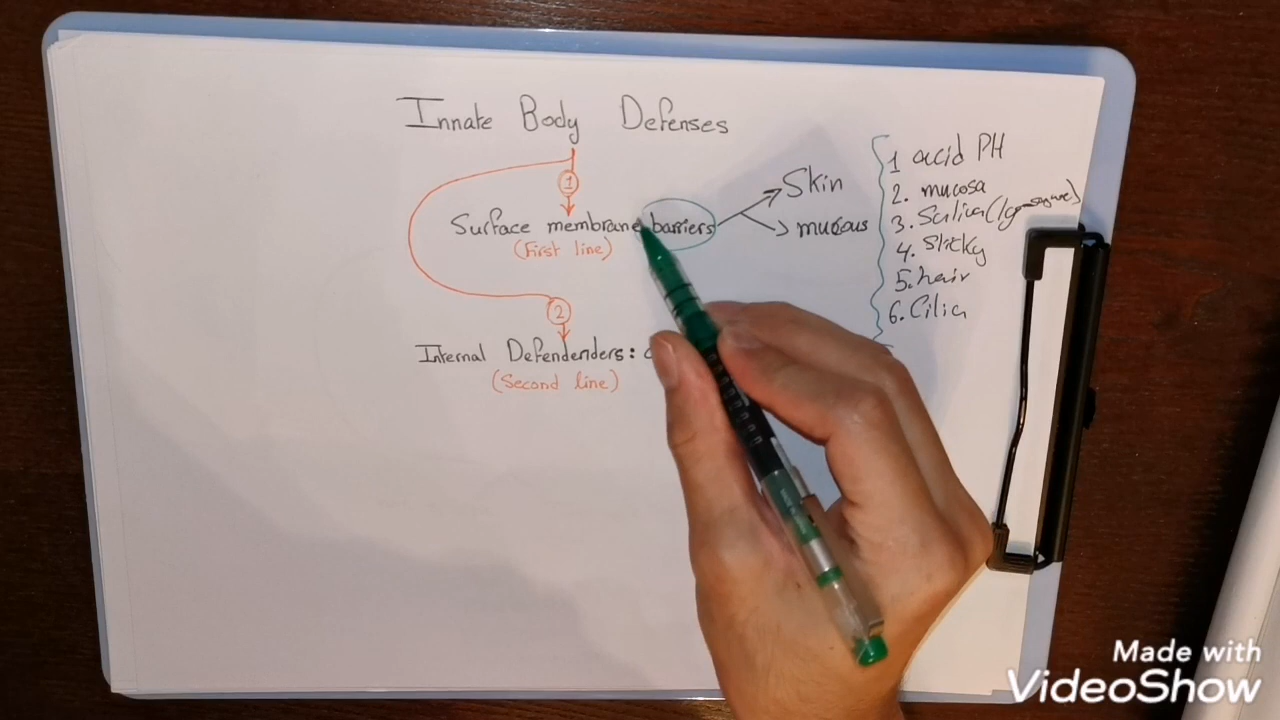 Innate Body Defenses
1
Surface membrane barriers
(First line)
Skin
mucous
1 acid PH
2. mucosa
3. Saliva (lysozyme)
4. Sticky
5. hair
6. Cilia
2
Internal Defendenders:
(Second line)
Made with
VideoShow